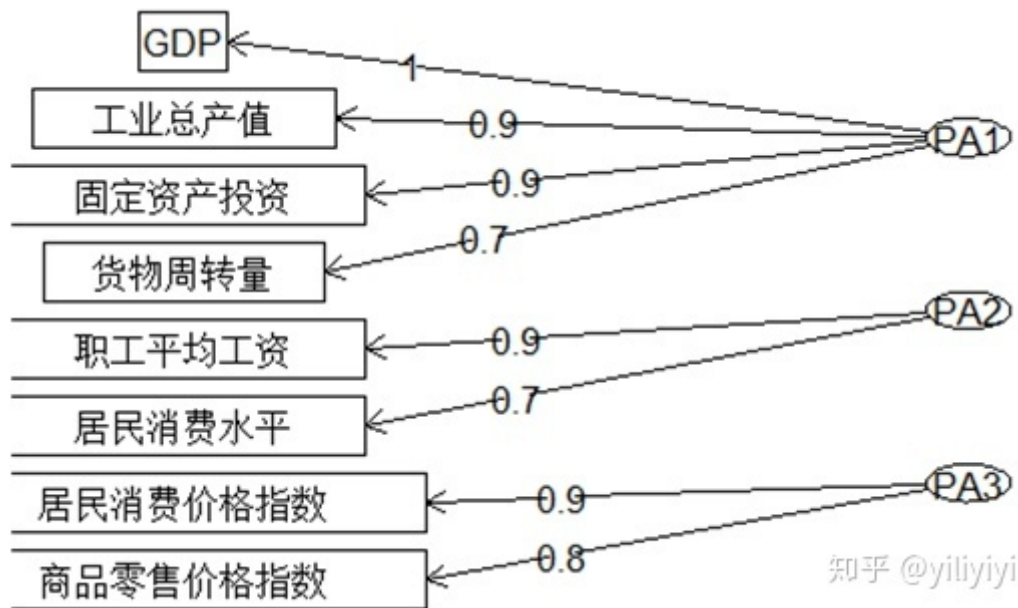 GDP
1
工业总产值
0.9
PA1
固定资产投资
0.9
货物周转量
0.7
职工平均工资
0.9
PA2
居民消费水平
0.7
居民消费价格指数
0.9
PA3
商品零售价格指数
0.8
知乎 @yiliyiyi